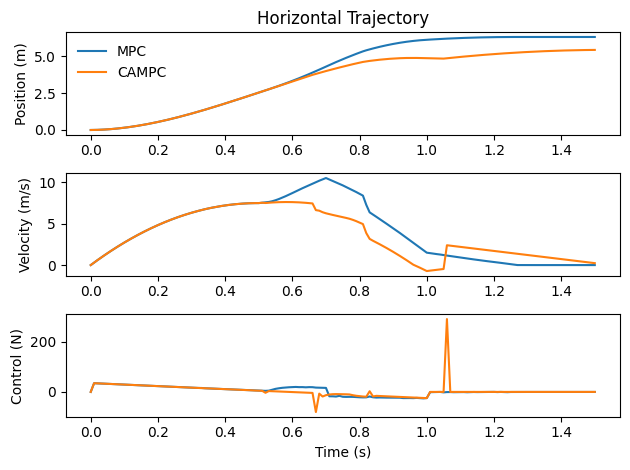 Horizontal Trajectory
Position (m)
5.0
2.5
0.0
MPC
CAMPC
0.0 0.2 0.4 0.6 0.8 1.0 1.2 1.4
Velocity (m/s)
10
5
0
0.0 0.2 0.4 0.6 0.8 1.0 1.2 1.4
Control (N)
200
0
0.0 0.2 0.4 0.6 0.8 1.0 1.2 1.4
Time (s)